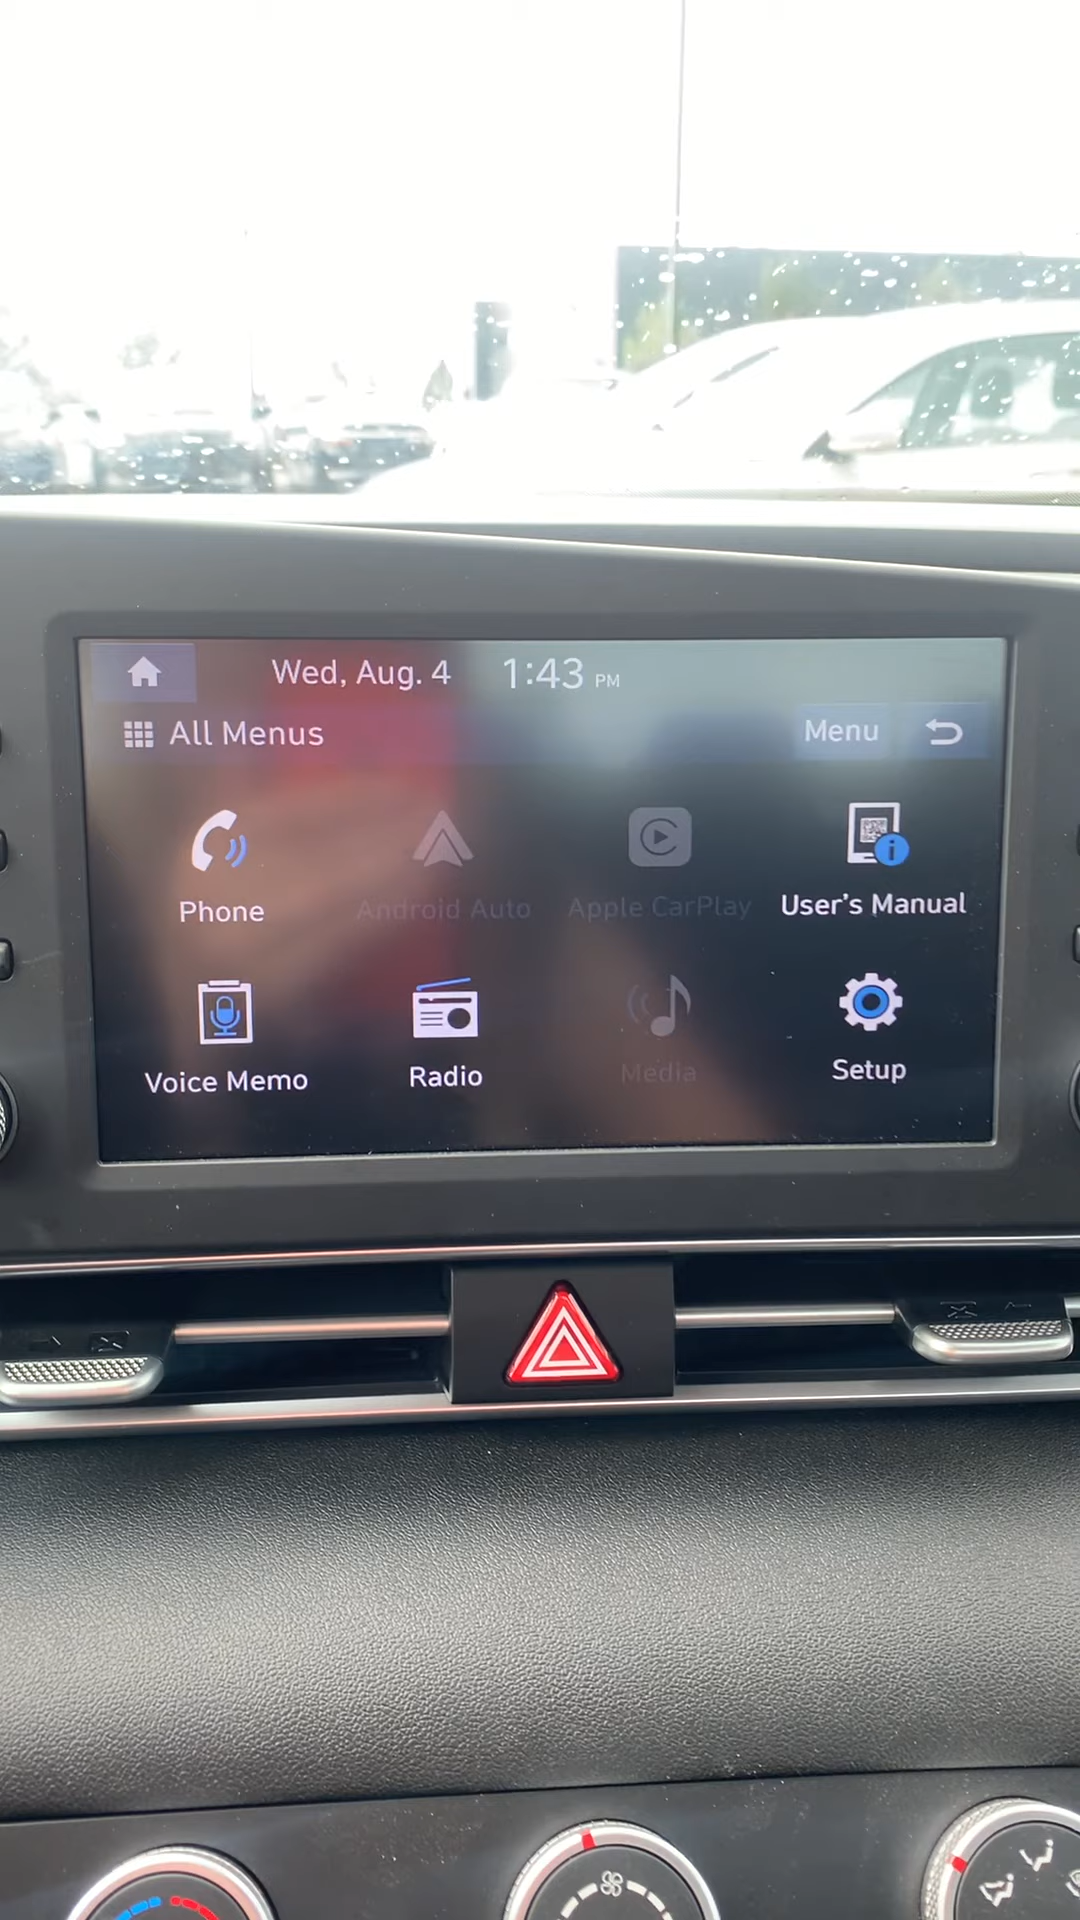 Wed, Aug. 4 1:43 PM
All Menus Menu
Phone Android Auto Apple CarPlay User's Manual
Voice Memo Radio Media Setup